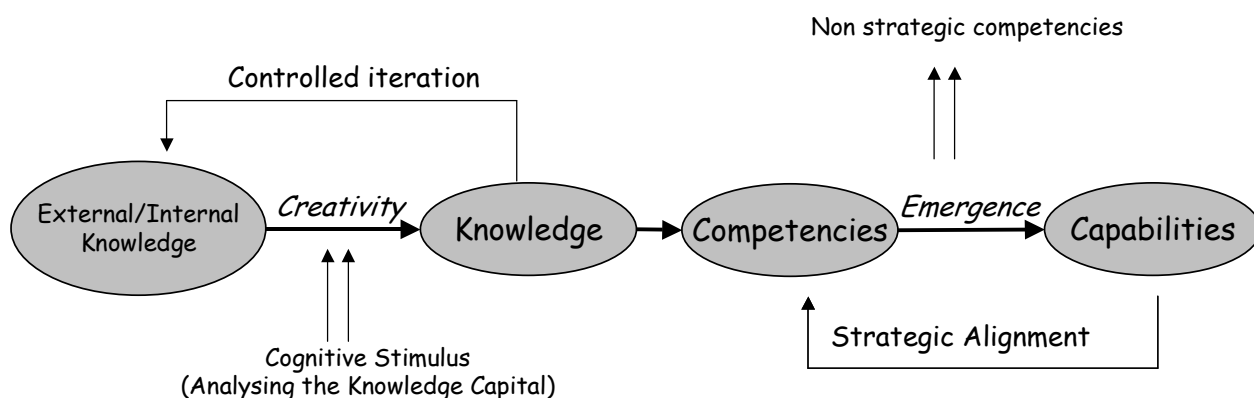 Non strategic competencies
Controlled iteration
External/Internal
Knowledge
Creativity
Knowledge
Competencies
Emergence
Capabilities
Cognitive Stimulus
(Analysing the Knowledge Capital)
Strategic Alignment